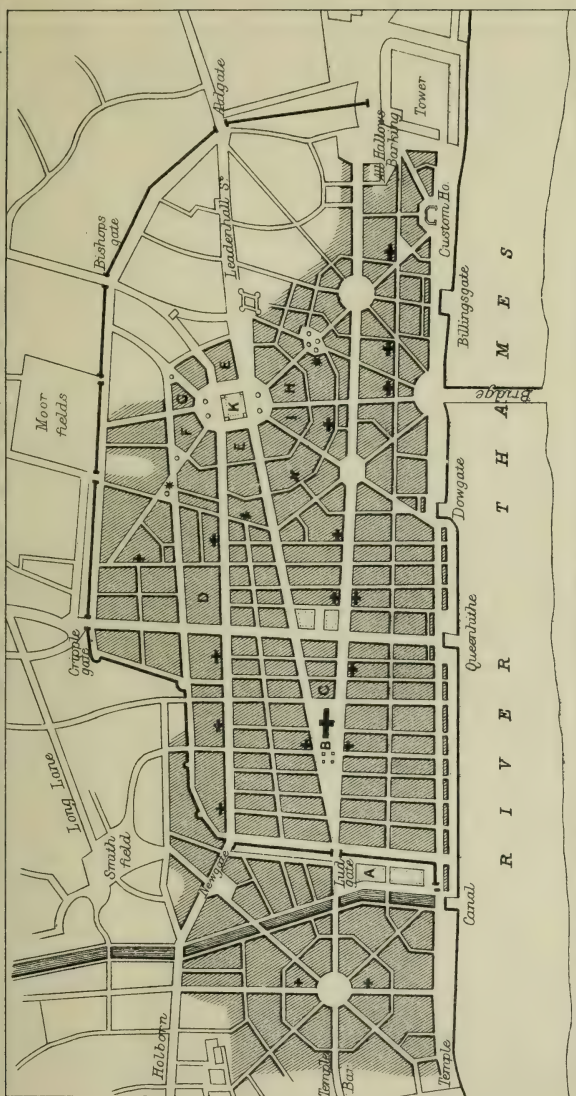 Moor
fields
Bishops
gate
Aldgate
Long Lane
Smith
field
Cripple
gate
Leadenhall St
Holborn
Newgate
G
F
E
K
E
D
H
I
All Hallows
Barking
Tower
Temple
Bar
Lud
gate
A
B
C
Custom Ho.
Billingsgate
Bridge
Dowgate
Queenhithe
Canal
Temple
RIVER THAMES